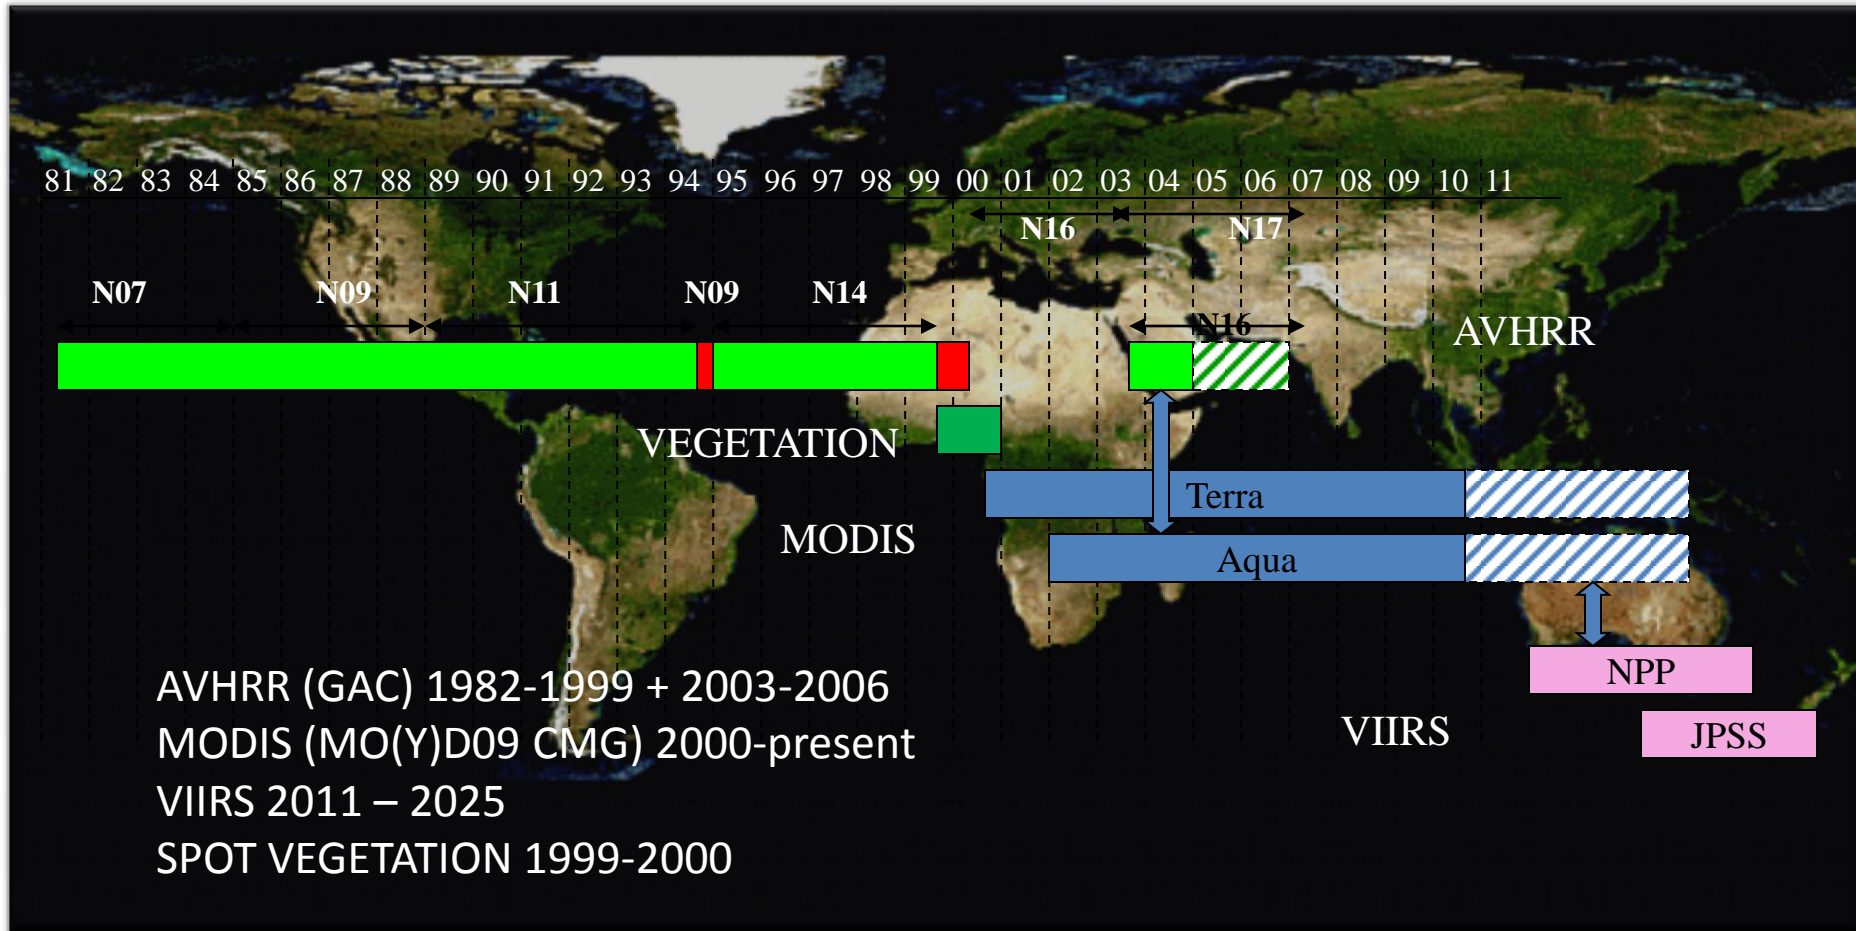 81 82 83 84 85 86 87 88 89 90 91 92 93 94 95 96 97 98 99 00 01 02 03 04 05 06 07 08 09 10 11
N16 N17
N07 N09 N11 N09 N14
N16
AVHRR
VEGETATION
Terra
MODIS
Aqua
NPP
VIIRS
JPSS
AVHRR (GAC) 1982-1999 + 2003-2006
MODIS (MO(Y)D09 CMG) 2000-present
VIIRS 2011 – 2025
SPOT VEGETATION 1999-2000